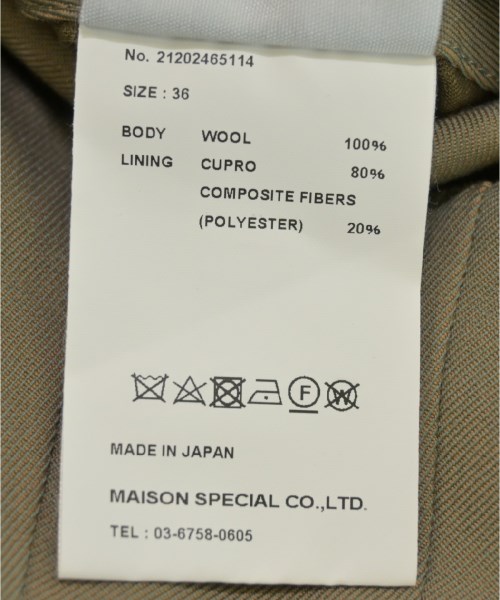 No. 21202465114
SIZE : 36
BODY WOOL 100%
LINING CUPRO 80%
COMPOSITE FIBERS
(POLYESTER) 20%
F W
MADE IN JAPAN
MAISON SPECIAL CO.,LTD.
TEL : 03-6758-0605